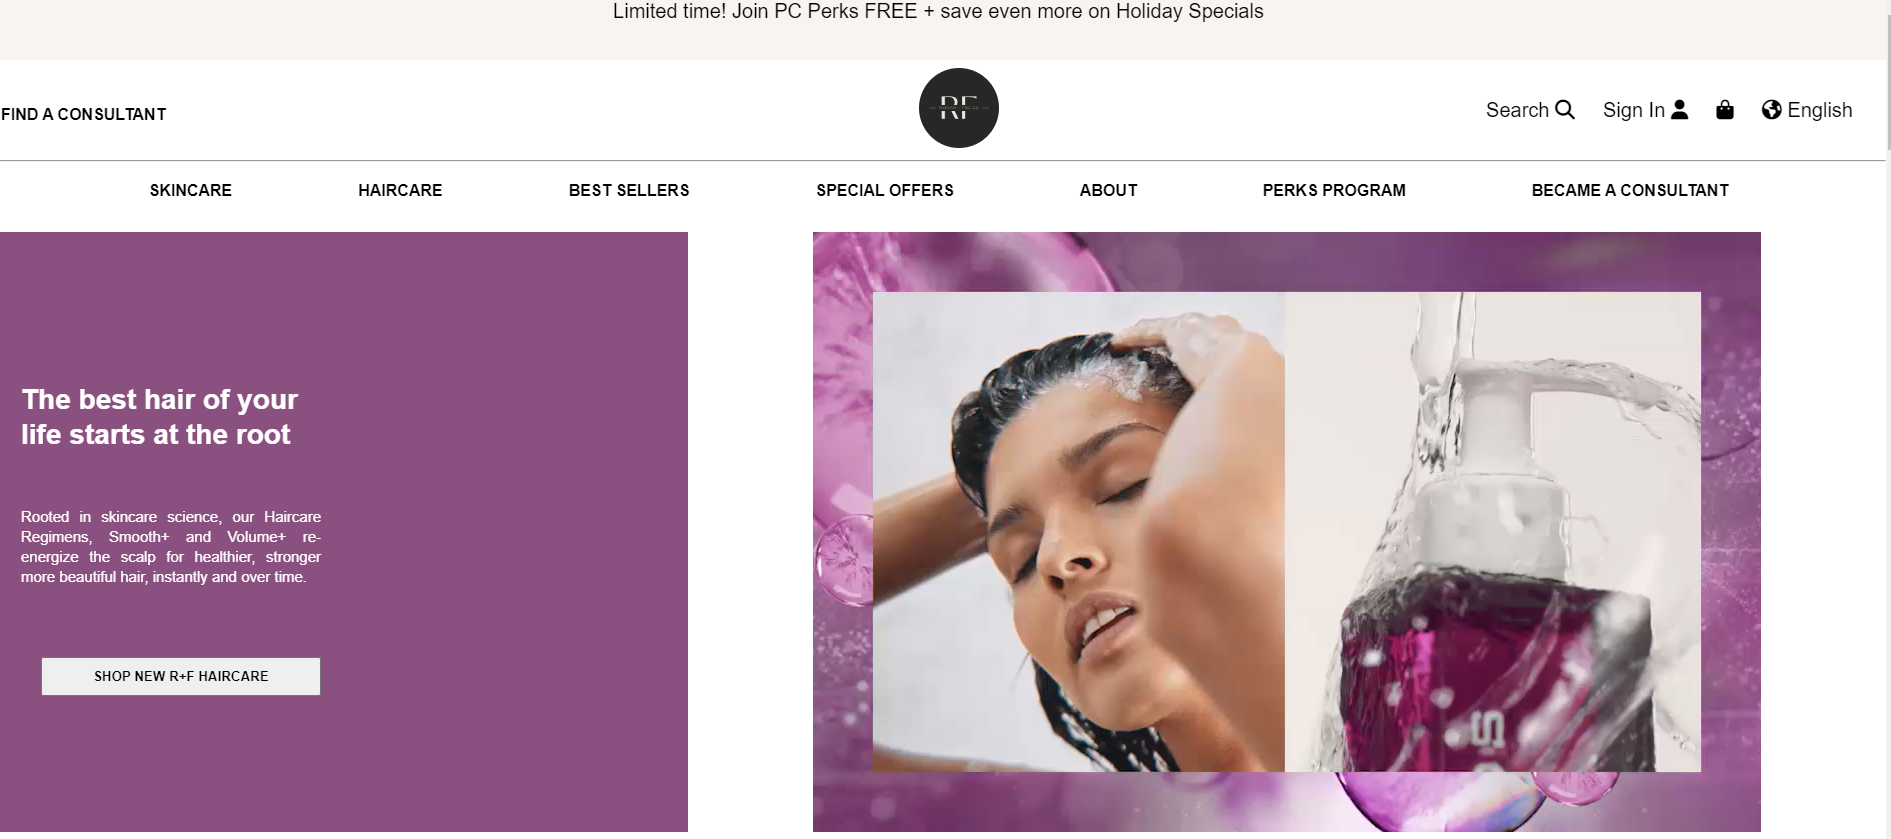 Limited time! Join PC Perks FREE + save even more on Holiday Specials
FIND A CONSULTANT
RF
Search
Sign In
English
SKINCARE
HAIRCARE
BEST SELLERS
SPECIAL OFFERS
ABOUT
PERKS PROGRAM
BECAME A CONSULTANT
The best hair of your
life starts at the root
Rooted in skincare science, our Haircare
Regimens, Smooth+ and Volume+ re-
energize the scalp for healthier, stronger
more beautiful hair, instantly and over time.
SHOP NEW R+F HAIRCARE